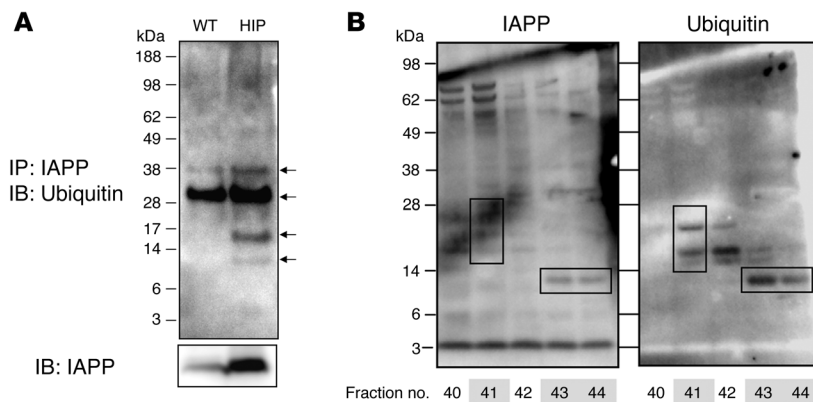 A
WT HIP
kDa
188
98
62
49
38
28
17
14
6
3
IP: IAPP
IB: Ubiquitin
IB: IAPP
B
IAPP Ubiquitin
kDa
98
62
49
38
28
14
6
3
Fraction no. 40 41 42 43 44 40 41 42 43 44